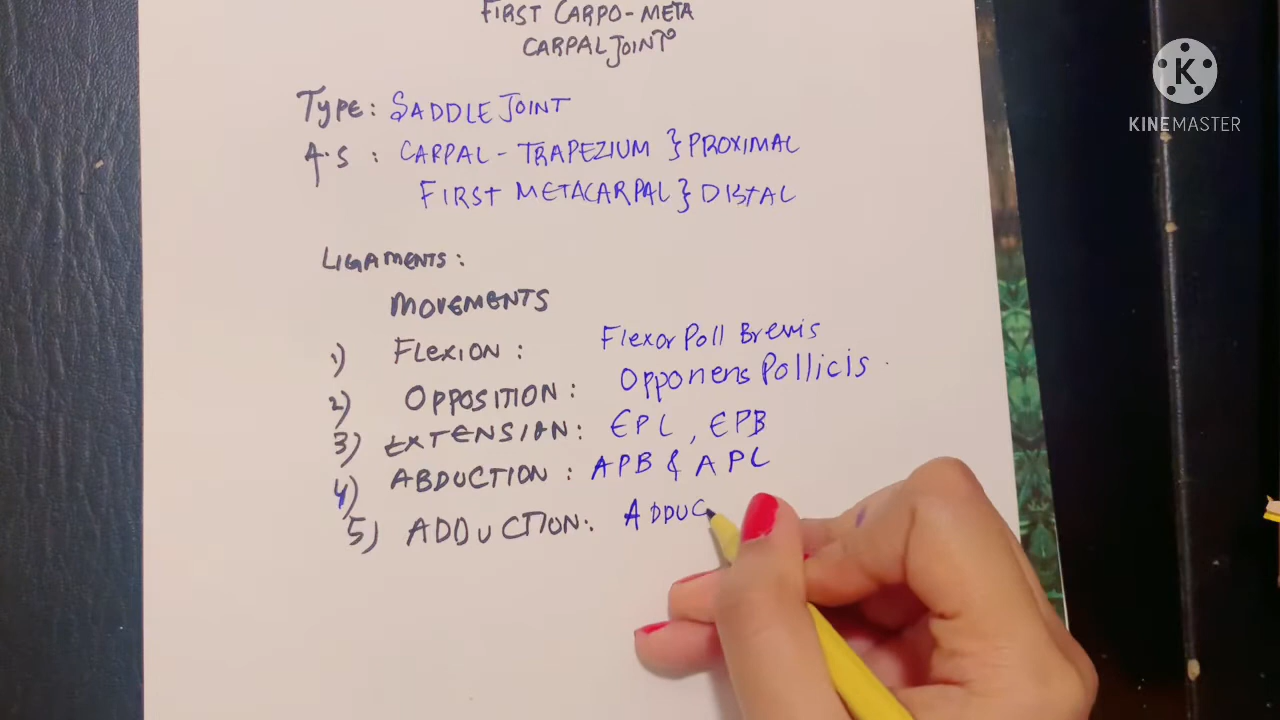 FIRST CARPO-META
CARPAL JOINT
TYPE: SADDLE JOINT
A.S : CARPAL - TRAPEZIUM } PROXIMAL
FIRST METACARPAL } DISTAL
LIGAMENTS:
MOVEMENTS
1) FLEXION : Flexor Poll Brevis
2) OPPOSITION : Opponens Pollicis
3) EXTENSION: EPL, EPB
4) ABDUCTION : APB & APL
5) ADDUCTION: ADDUC
K
KINEMASTER